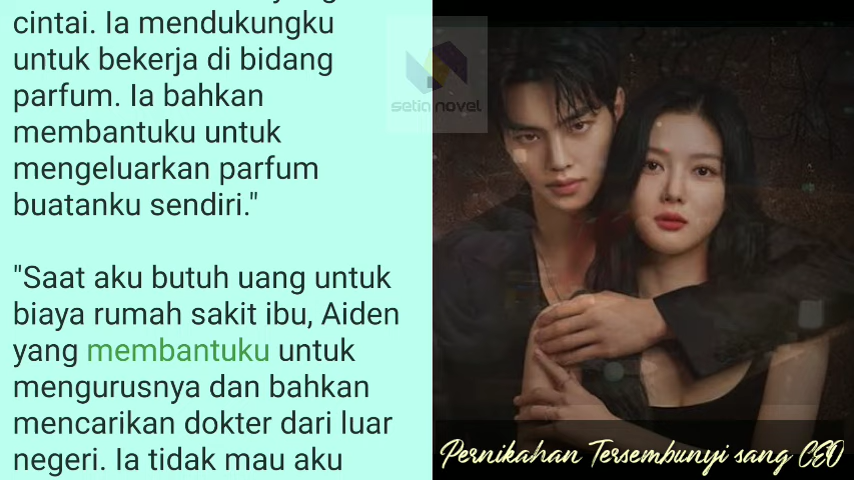 cintai. Ia mendukungku
untuk bekerja di bidang
parfum. Ia bahkan
membantuku untuk
mengeluarkan parfum
buatanku sendiri."
"Saat aku butuh uang untuk
biaya rumah sakit ibu, Aiden
yang membantuku untuk
mengurusnya dan bahkan
mencarikan dokter dari luar
negeri. Ia tidak mau aku
setia novel
Pernikahan Tersembunyi sang CEO